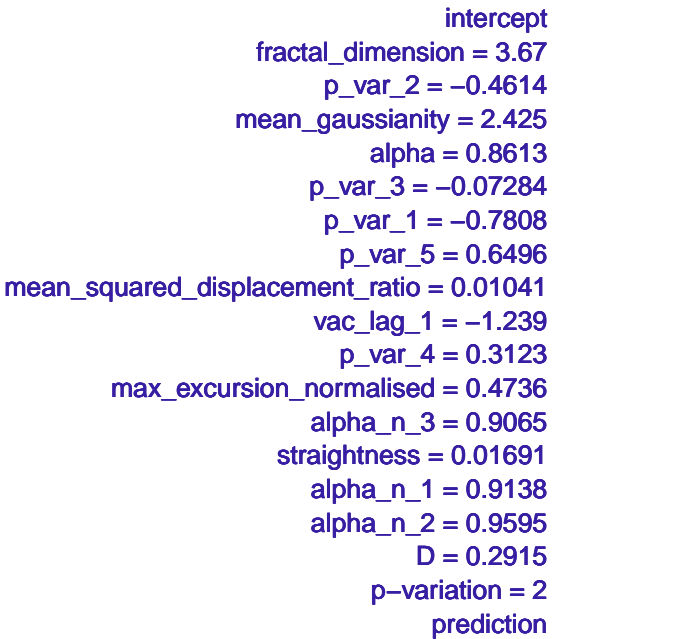 intercept
fractal_dimension = 3.67
p_var_2 = −0.4614
mean_gaussianity = 2.425
alpha = 0.8613
p_var_3 = −0.07284
p_var_1 = −0.7808
p_var_5 = 0.6496
mean_squared_displacement_ratio = 0.01041
vac_lag_1 = −1.239
p_var_4 = 0.3123
max_excursion_normalised = 0.4736
alpha_n_3 = 0.9065
straightness = 0.01691
alpha_n_1 = 0.9138
alpha_n_2 = 0.9595
D = 0.2915
p−variation = 2
prediction